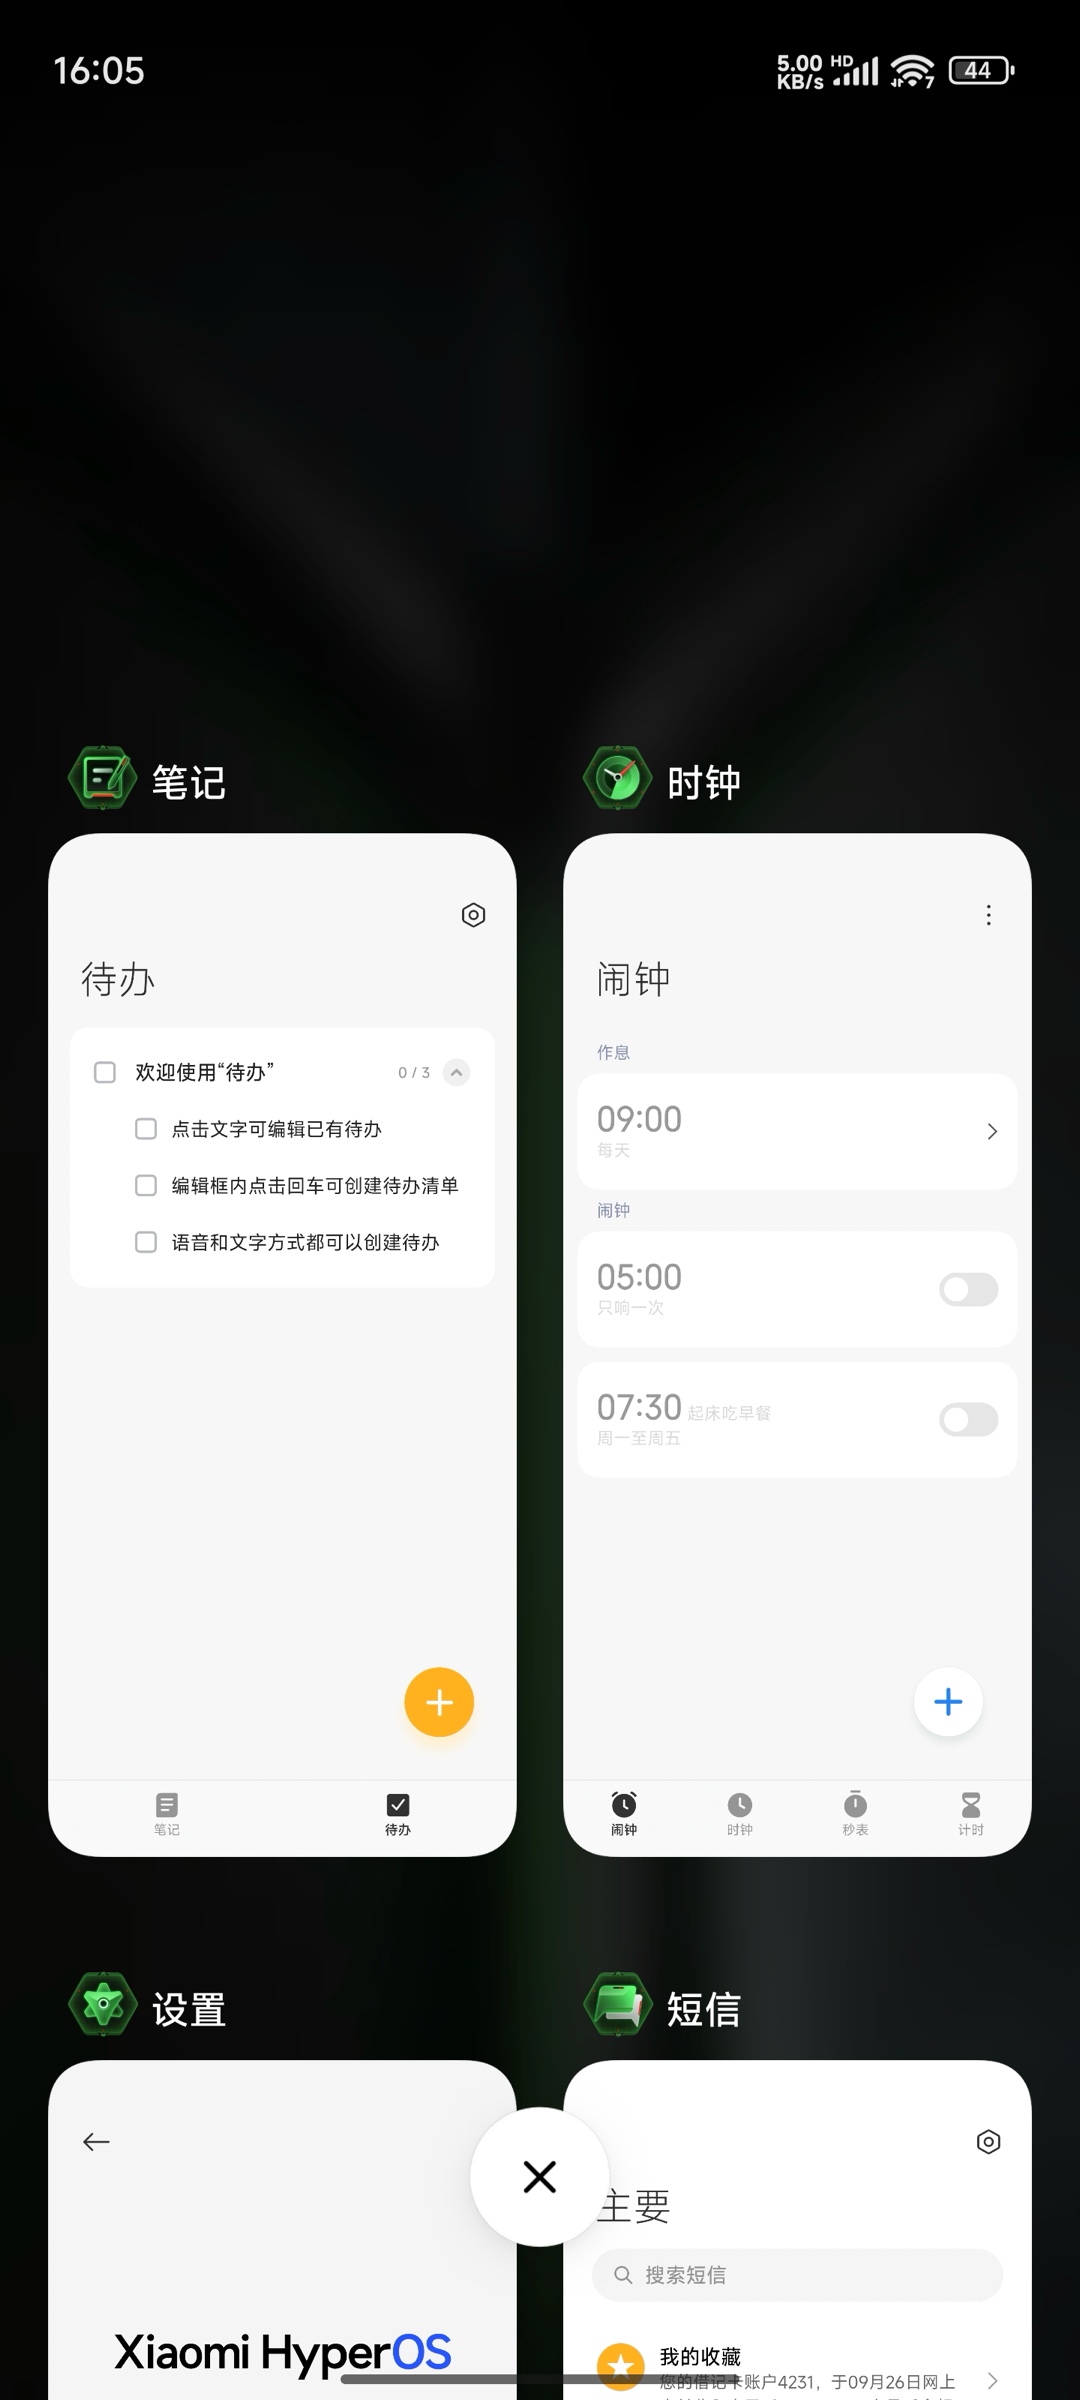 16:05
5.00 KB/s HD 7 44
笔记
时钟
待办
欢迎使用“待办” 0 / 3
点击文字可编辑已有待办
编辑框内点击回车可创建待办清单
语音和文字方式都可以创建待办
笔记 待办
闹钟
作息
09:00
每天
闹钟
05:00
只响一次
07:30 起床吃早餐
周一至周五
闹钟 时钟 秒表 计时
设置
短信
Xiaomi HyperOS
主要
搜索短信
我的收藏
您的借记卡账户4231，于09月26日网上